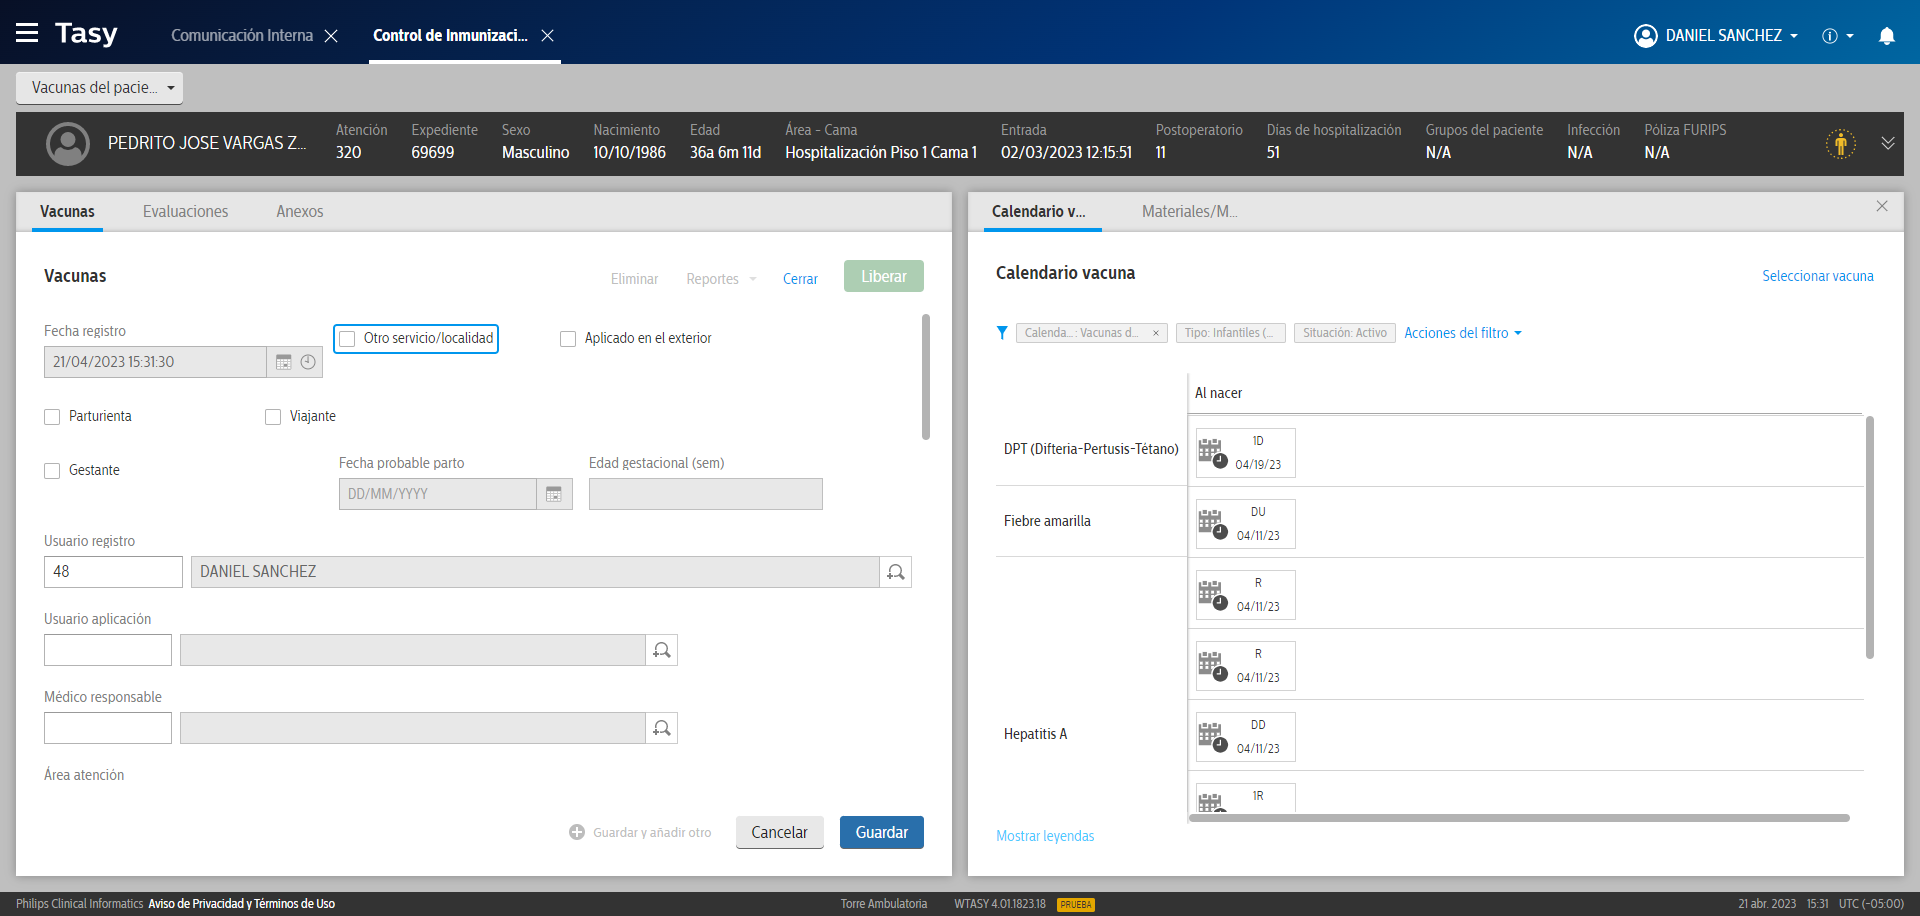 Tasy
Comunicación Interna
Control de Inmunizaci...
DANIEL SANCHEZ
Vacunas del pacie...
PEDRITO JOSE VARGAS Z...
Atención
320
Expediente
69699
Sexo
Masculino
Nacimiento
10/10/1986
Edad
36a 6m 11d
Área - Cama
Hospitalización Piso 1 Cama 1
Entrada
02/03/2023 12:15:51
Postoperatorio
11
Días de hospitalización
51
Grupos del paciente
N/A
Infección
N/A
Póliza FURIPS
N/A
Vacunas
Evaluaciones
Anexos
Vacunas
Eliminar
Reportes
Cerrar
Liberar
Fecha registro
21/04/2023 15:31:30
Otro servicio/localidad
Aplicado en el exterior
Parturienta
Viajante
Gestante
Fecha probable parto
DD/MM/YYYY
Edad gestacional (sem)
Usuario registro
48
DANIEL SANCHEZ
Usuario aplicación
Médico responsable
Área atención
Guardar y añadir otro
Cancelar
Guardar
Calendario v...
Materiales/M...
Calendario vacuna
Seleccionar vacuna
Calenda...: Vacunas d...
Tipo: Infantiles (...
Situación: Activo
Acciones del filtro
Al nacer
DPT (Difteria-Pertusis-Tétano)
1D
04/19/23
Fiebre amarilla
DU
04/11/23
R
04/11/23
R
04/11/23
Hepatitis A
DD
04/11/23
1R
Mostrar leyendas
Philips Clinical Informatics Aviso de Privacidad y Términos de Uso
Torre Ambulatoria
WTASY 4.01.1823.18
PRUEBA
21 abr. 2023
15:31
UTC (-05:00)